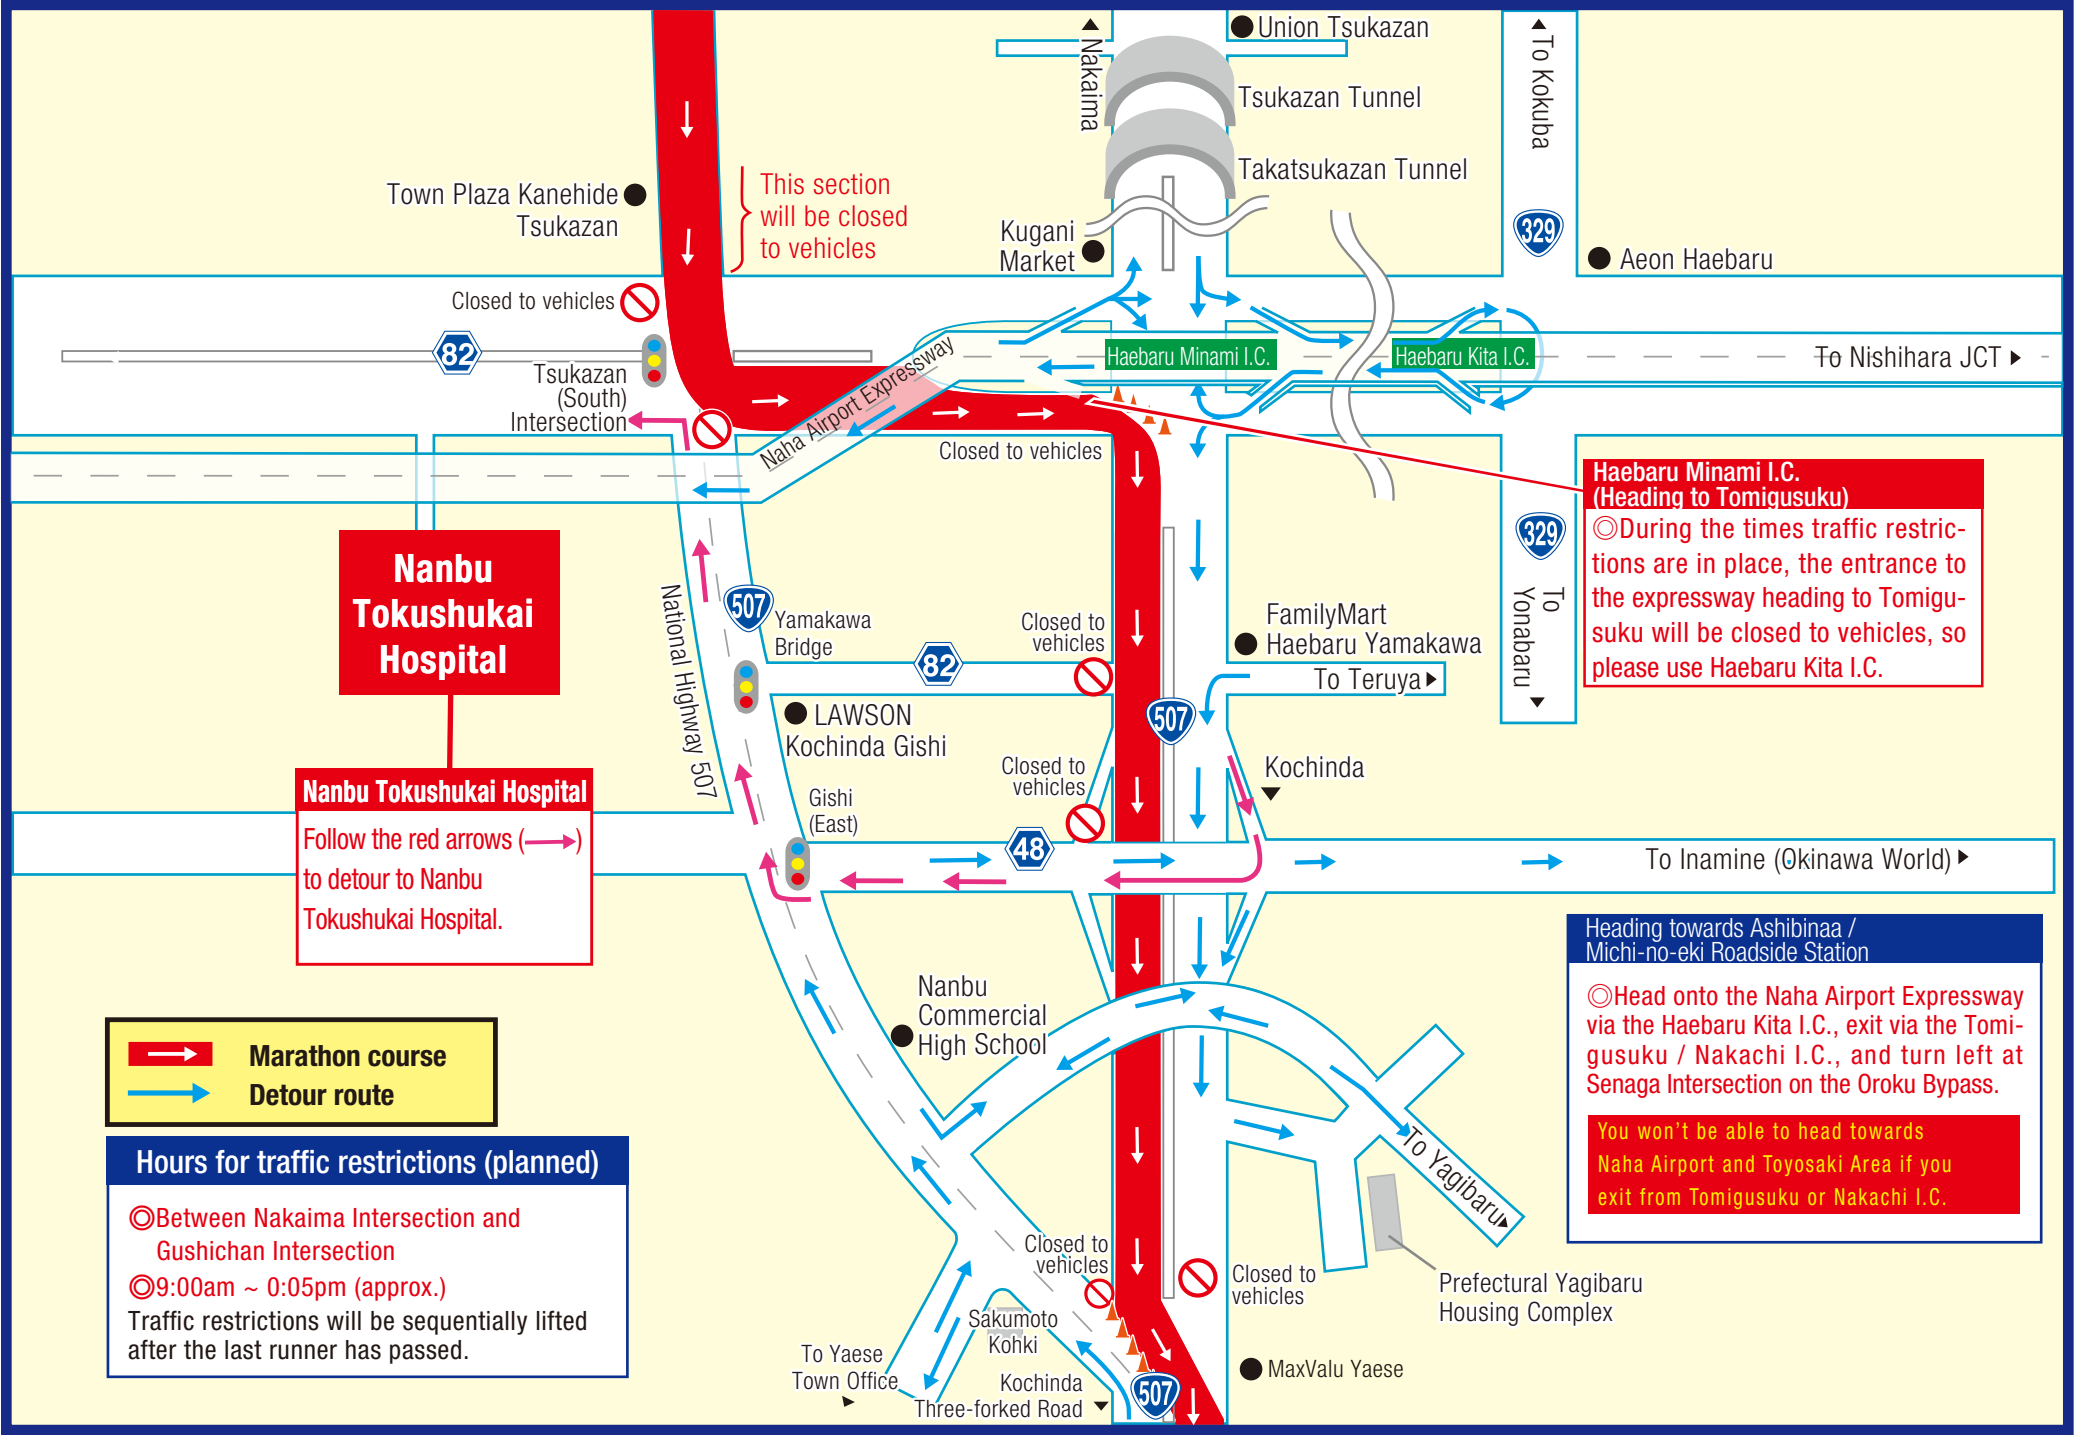 Union Tsukazan
Nakaima
To Kokuba
Tsukazan Tunnel
Takatsukazan Tunnel
Town Plaza Kanehide
Tsukazan
This section
will be closed
to vehicles
Kugani
Market
329
Aeon Haebaru
Closed to vehicles
82
Tsukazan
(South)
Intersection
Naha Airport Expressway
Haebaru Minami I.C.
Haebaru Kita I.C.
To Nishihara JCT
Closed to vehicles
Haebaru Minami I.C.
(Heading to Tomigusuku)
◎During the times traffic restric-
tions are in place, the entrance to
the expressway heading to Tomigu-
suku will be closed to vehicles, so
please use Haebaru Kita I.C.
329
To
Yonabaru
Nanbu
Tokushukai
Hospital
National Highway 507
507
Yamakawa
Bridge
82
Closed to
vehicles
FamilyMart
Haebaru Yamakawa
To Teruya
507
LAWSON
Kochinda Gishi
Closed to
vehicles
Kochinda
Nanbu Tokushukai Hospital
Follow the red arrows (→)
to detour to Nanbu
Tokushukai Hospital.
Gishi
(East)
48
To Inamine (Okinawa World)
Heading towards Ashibinaa /
Michi-no-eki Roadside Station
◎Head onto the Naha Airport Expressway
via the Haebaru Kita I.C., exit via the Tomi-
gusuku / Nakachi I.C., and turn left at
Senaga Intersection on the Oroku Bypass.
You won't be able to head towards
Naha Airport and Toyosaki Area if you
exit from Tomigusuku or Nakachi I.C.
Nanbu
Commercial
High School
Marathon course
Detour route
Hours for traffic restrictions (planned)
◎Between Nakaima Intersection and
Gushichan Intersection
◎9:00am ~ 0:05pm (approx.)
Traffic restrictions will be sequentially lifted
after the last runner has passed.
To Yagibaru
Closed to
vehicles
Closed to
vehicles
Prefectural Yagibaru
Housing Complex
Sakumoto
Kohki
To Yaese
Town Office
Kochinda
Three-forked Road
507
MaxValu Yaese